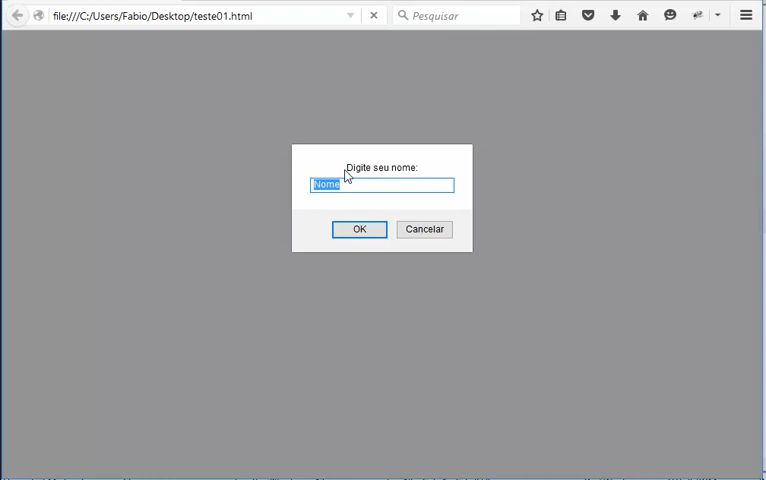 file:///C:/Users/Fabio/Desktop/teste01.html
Pesquisar
Digite seu nome:
Nome
OK
Cancelar